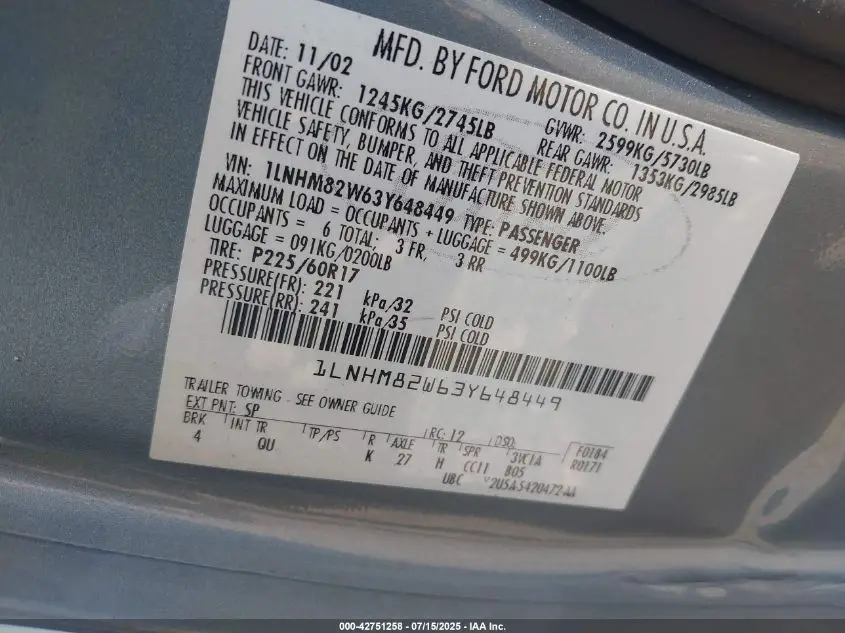 MFD. BY FORD MOTOR CO. IN U.S.A.
DATE: 11/02 GVWR: 2599KG/5730LB
FRONT GAWR: 1245KG/2745LB REAR GAWR: 1353KG/2985LB
THIS VEHICLE CONFORMS TO ALL APPLICABLE FEDERAL MOTOR
VEHICLE SAFETY, BUMPER, AND THEFT PREVENTION STANDARDS
IN EFFECT ON THE DATE OF MANUFACTURE SHOWN ABOVE.
VIN: 1LNHM82W63Y648449 TYPE: PASSENGER
MAXIMUM LOAD = OCCUPANTS + LUGGAGE = 499KG/1100LB
OCCUPANTS = 6 TOTAL; 3 FR, 3 RR
LUGGAGE = 091KG/0200LB
TIRE: P225/60R17
PRESSURE(FR): 221 kPa/32 PSI COLD
PRESSURE(RR): 241 kPa/35 PSI COLD
1LNHM82W63Y648449
TRAILER TOWING - SEE OWNER GUIDE
EXT PNT: SP RC: 12 DSO: F0184
BRK INT TR TP/PS R AXLE TR SPR 3VC1A R0171
4 QU K 27 H CC11 B05
UBC V2U5A-5420472-AA
000-42751258 - 07/15/2025 - IAA Inc.